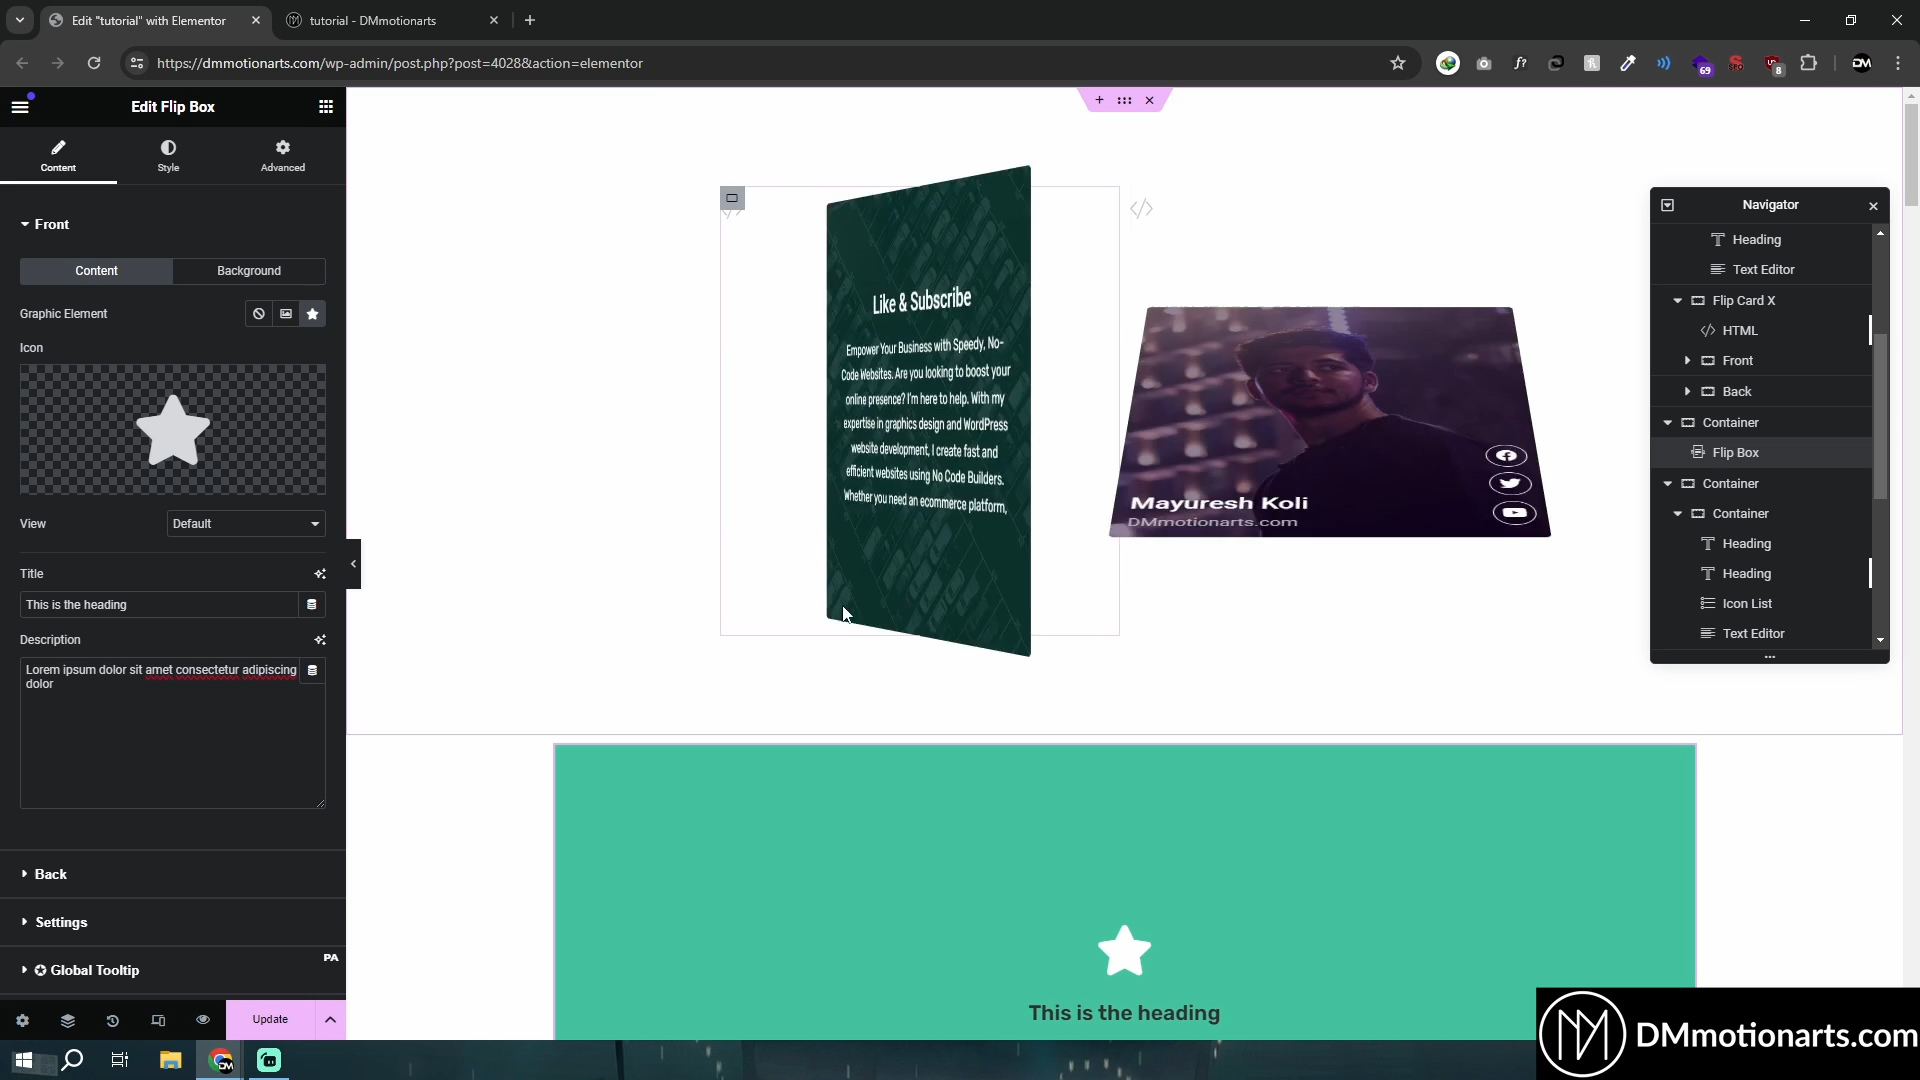 Edit "tutorial" with Elementor
tutorial - DMmotionarts
https://dmmotionarts.com/wp-admin/post.php?post=4028&action=elementor
f?
69
SEO
8
DM
Edit Flip Box
Content
Style
Advanced
Front
Content
Background
Graphic Element
Icon
View
Default
Title
This is the heading
Description
Lorem ipsum dolor sit amet consectetur adipiscing
dolor
Back
Settings
PA
Global Tooltip
Update
Like & Subscribe
Empower Your Business with Speedy, No-
Code Websites. Are you looking to boost your
online presence? I'm here to help. With my
expertise in graphics design and WordPress
website development, I create fast and
efficient websites using No Code Builders.
Whether you need an ecommerce platform,
Mayuresh Koli
DMmotionarts.com
This is the heading
Navigator
Heading
Text Editor
Flip Card X
HTML
Front
Back
Container
Flip Box
Container
Container
Heading
Heading
Icon List
Text Editor
DMmotionarts.com